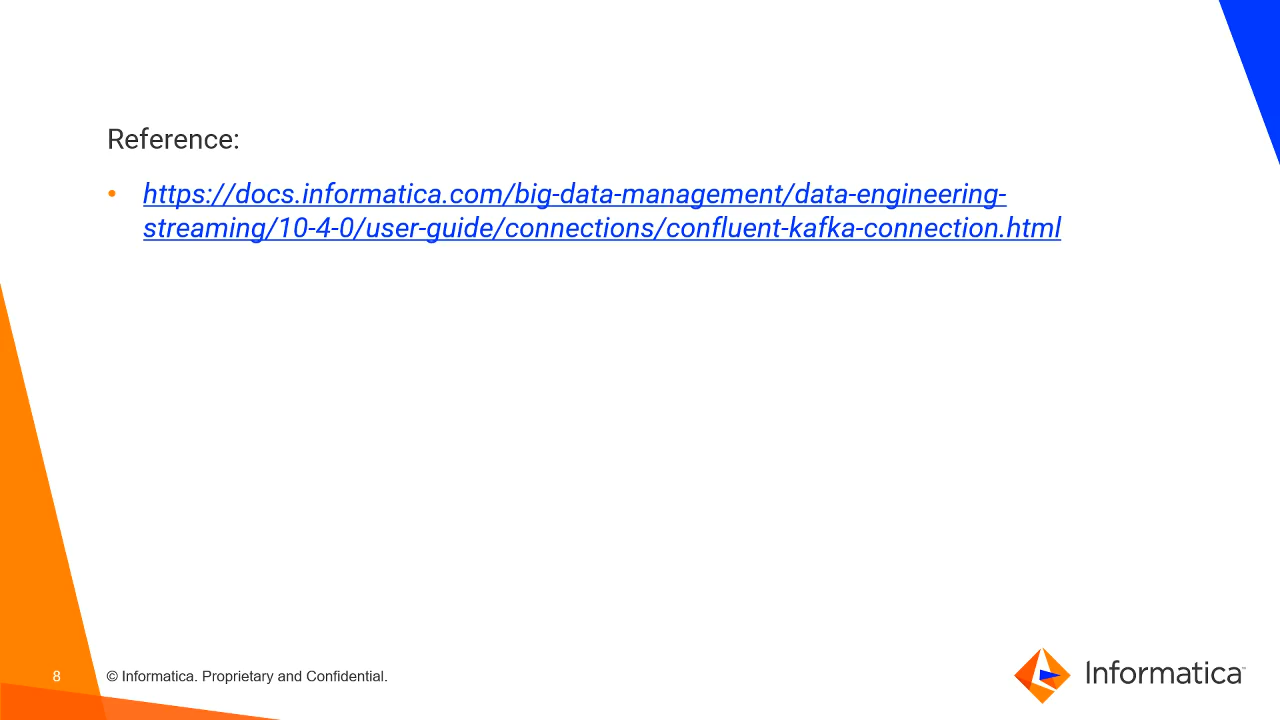 Reference:
• https://docs.informatica.com/big-data-management/data-engineering-
streaming/10-4-0/user-guide/connections/confluent-kafka-connection.html
8
© Informatica. Proprietary and Confidential.
Informatica™